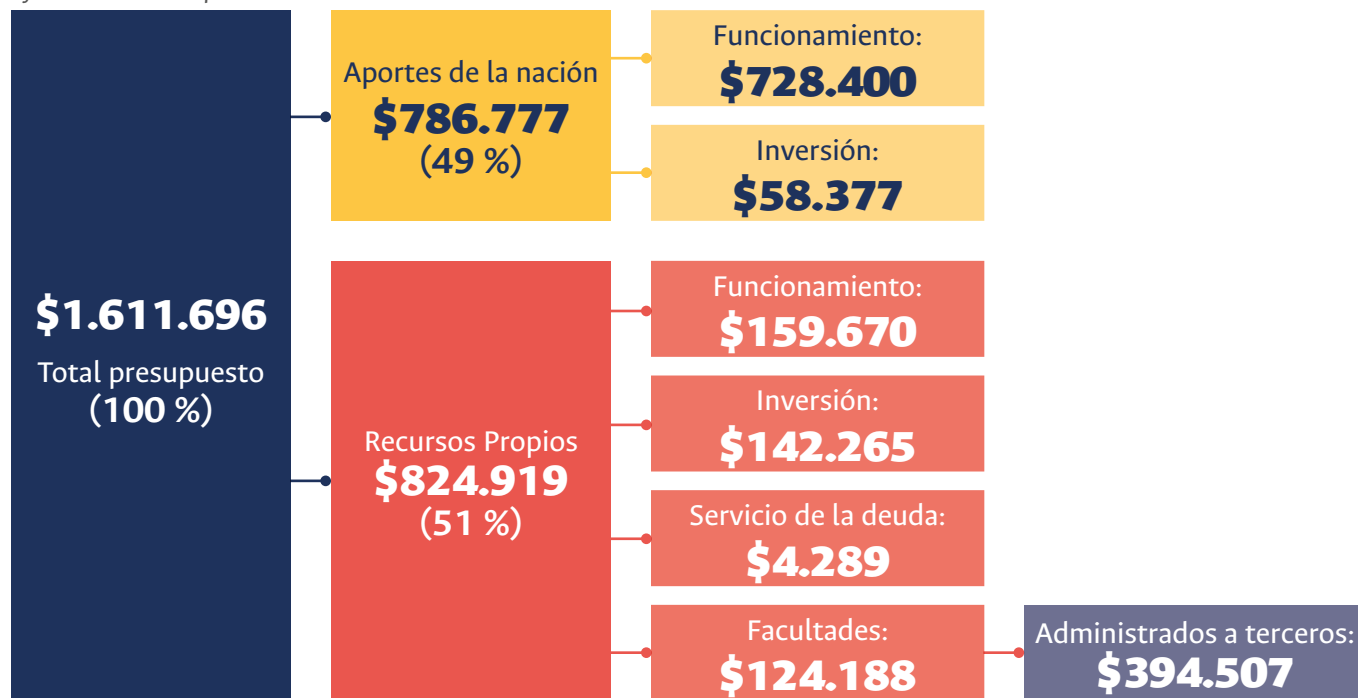 $1.611.696
Total presupuesto
(100 %)
Aportes de la nación
$786.777
(49 %)
Funcionamiento:
$728.400
Inversión:
$58.377
Recursos Propios
$824.919
(51 %)
Funcionamiento:
$159.670
Inversión:
$142.265
Servicio de la deuda:
$4.289
Facultades:
$124.188
Administrados a terceros:
$394.507